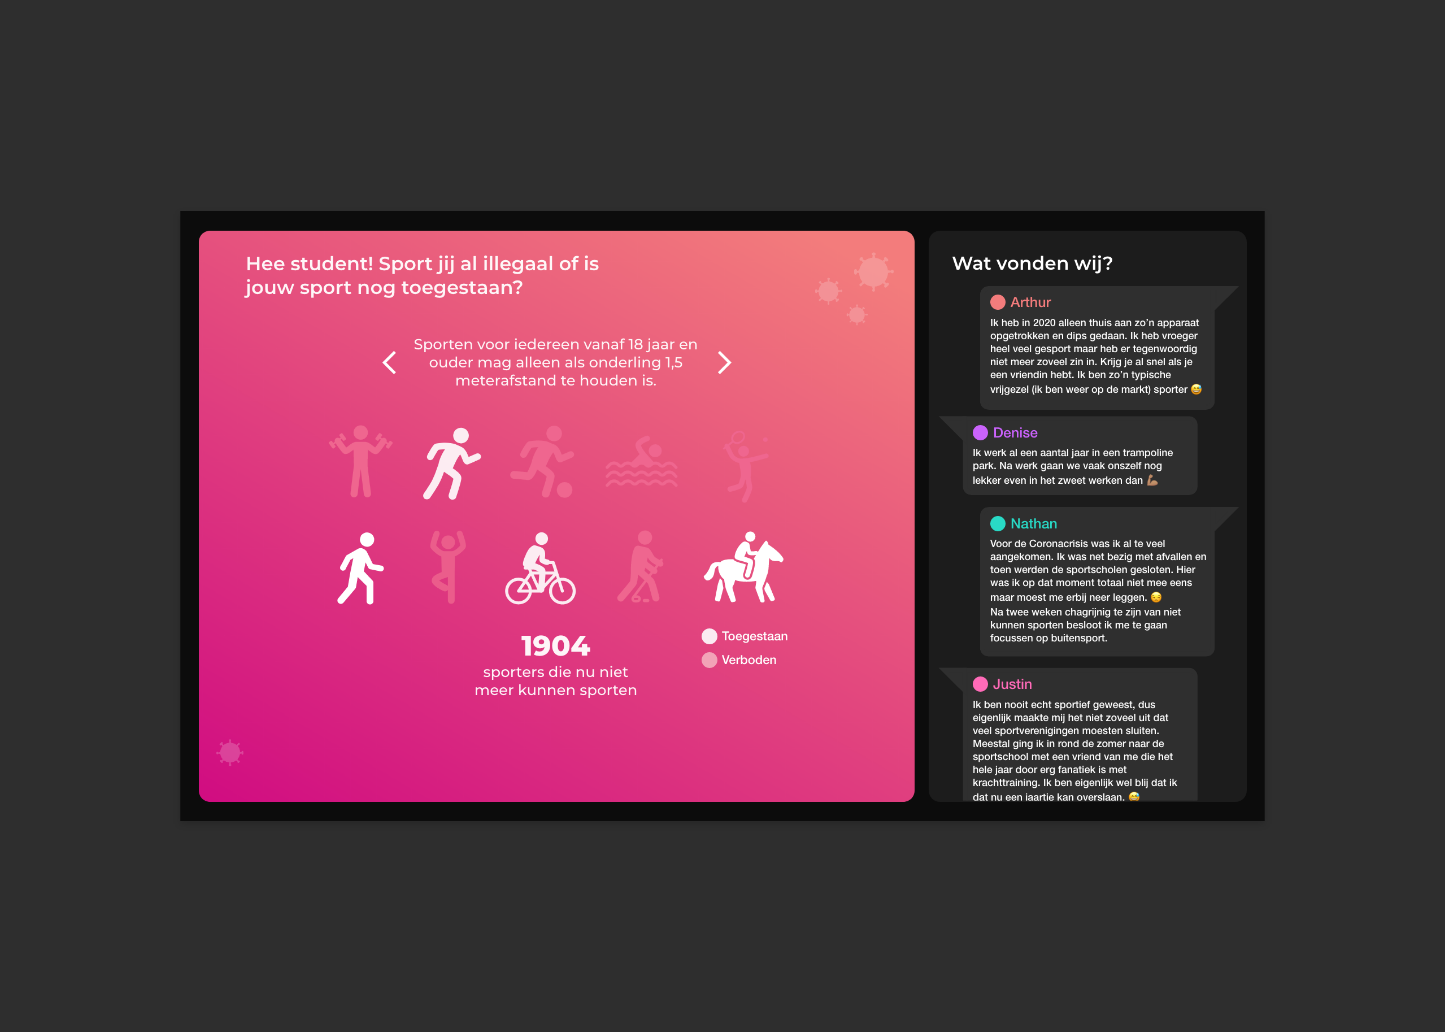 Hee student! Sport jij al illegaal of is
jouw sport nog toegestaan?
Sporten voor iedereen vanaf 18 jaar en
ouder mag alleen als onderling 1,5
meterafstand te houden is.
1904
sporters die nu niet
meer kunnen sporten
Toegestaan
Verboden
Wat vonden wij?
Arthur
Ik heb in 2020 alleen thuis aan zo'n apparaat
opgetrokken en dips gedaan. Ik heb vroeger
heel veel gesport maar heb er tegenwoordig
niet meer zoveel zin in. Krijg je al snel als je
een vriendin hebt. Ik ben zo'n typische
vrijgezel (ik ben weer op de markt) sporter 😅
Denise
Ik werk al een aantal jaar in een trampoline
park. Na werk gaan we vaak onszelf nog
lekker even in het zweet werken dan 💪🏽
Nathan
Voor de Coronacrisis was ik al te veel
aangekomen. Ik was net bezig met afvallen en
toen werden de sportscholen gesloten. Hier
was ik op dat moment totaal niet mee eens
maar moest me erbij neer leggen. 😔
Na twee weken chagrijnig te zijn van niet
kunnen sporten besloot ik me te gaan
focussen op buitensport.
Justin
Ik ben nooit echt sportief geweest, dus
eigenlijk maakte mij het niet zoveel uit dat
veel sportverenigingen moesten sluiten.
Meestal ging ik in rond de zomer naar de
sportschool met een vriend van me die het
hele jaar door erg fanatiek is met
krachttraining. Ik ben eigenlijk wel blij dat ik
dat nu een jaartje kan overslaan. 😅